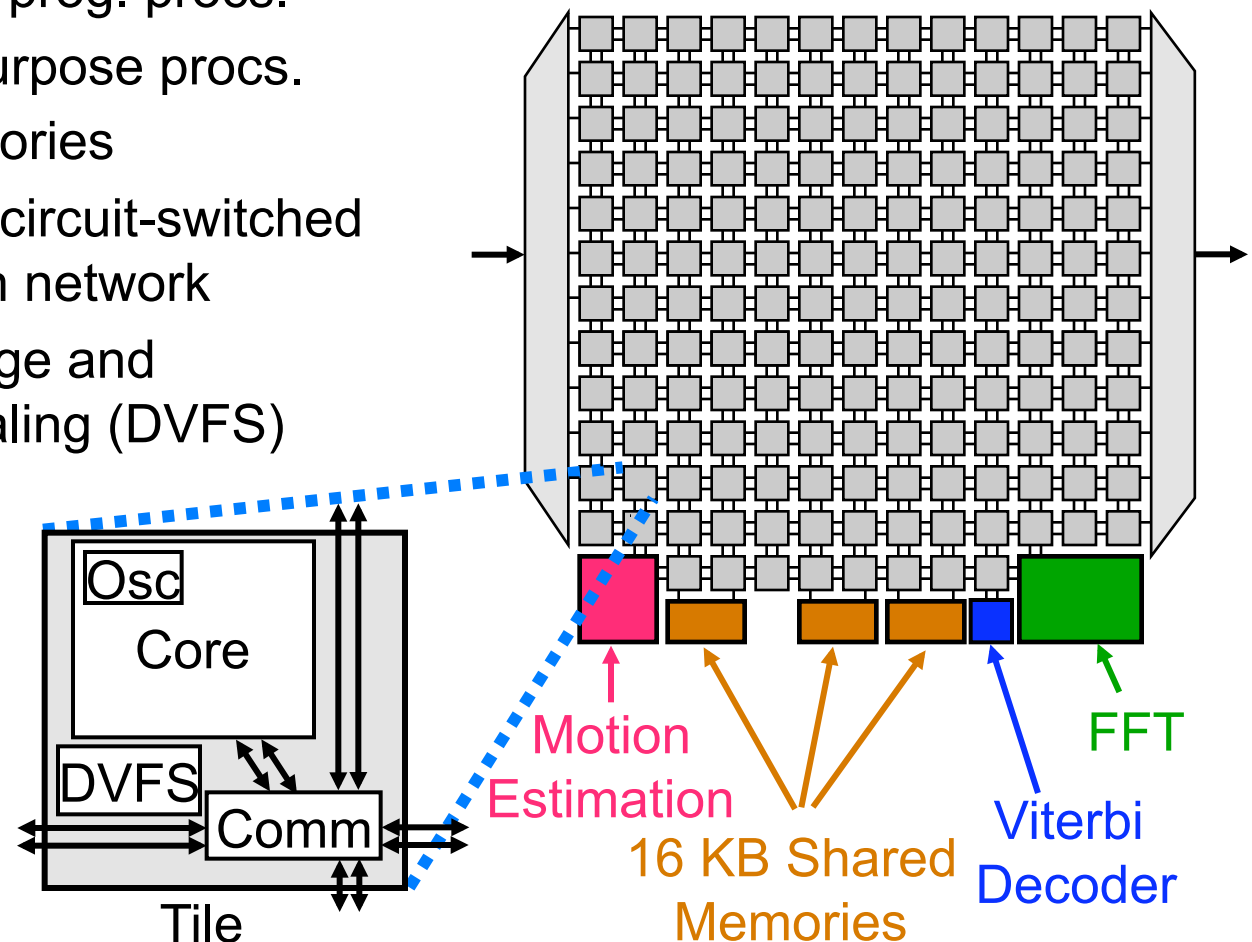 prog. procs.
urpose procs.
ories
circuit-switched
n network
ge and
aling (DVFS)
Osc
Core
DVFS
Comm
Tile
Motion
Estimation
16 KB Shared
Memories
Viterbi
Decoder
FFT